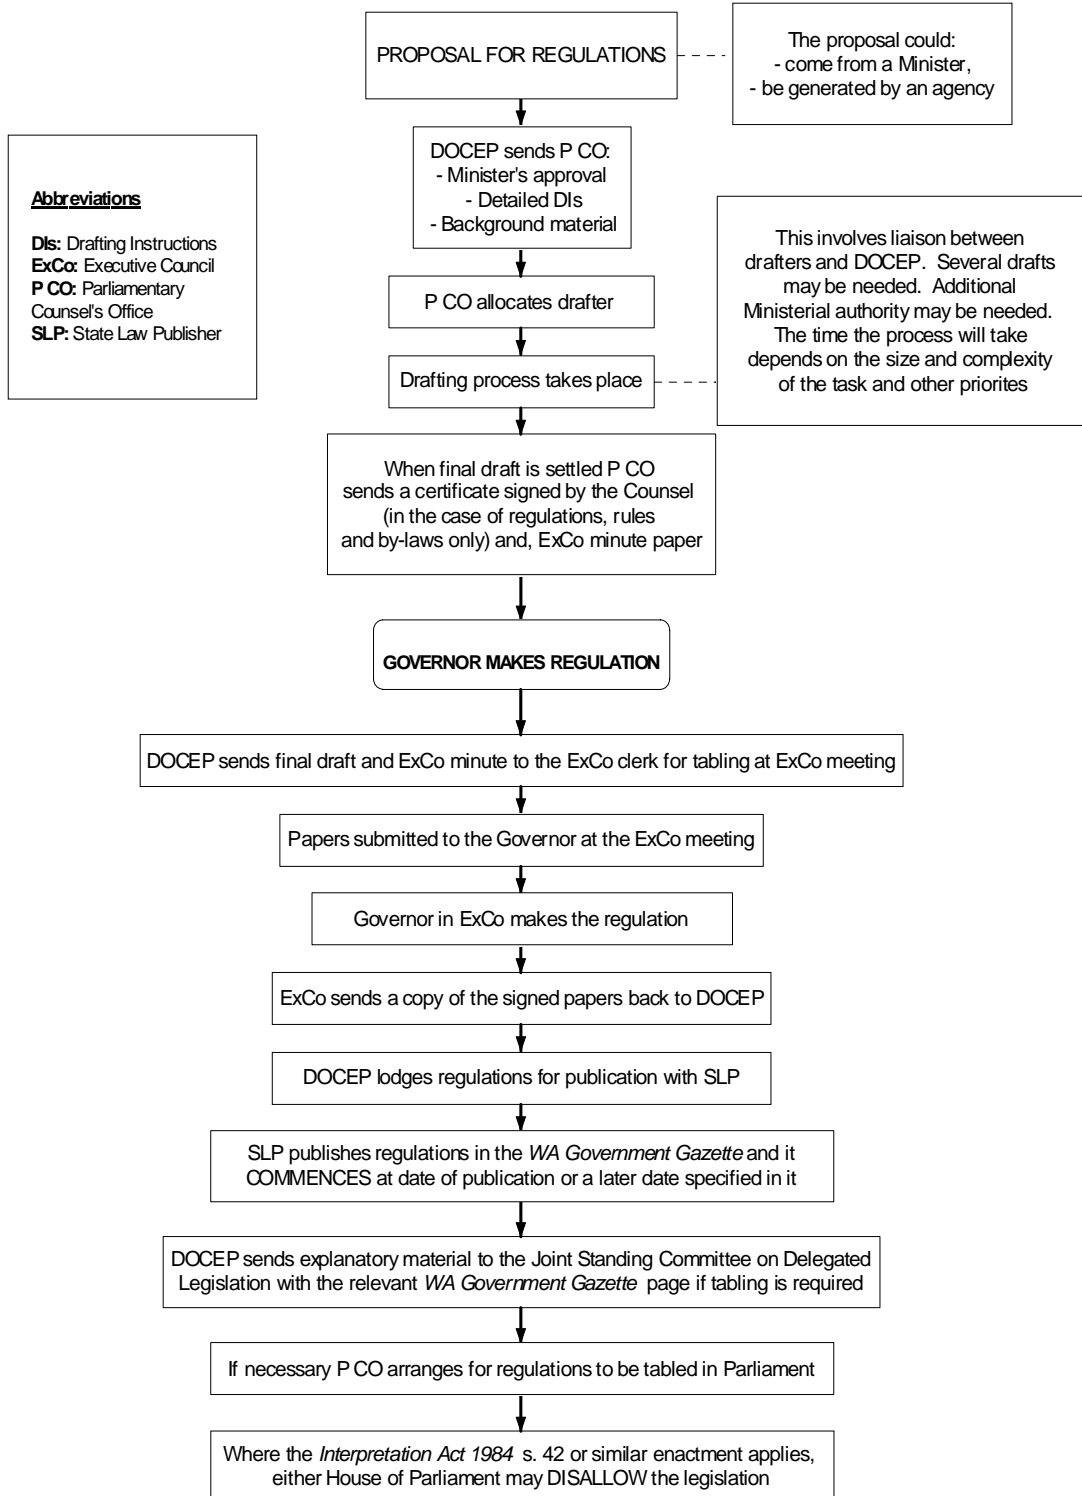 PROPOSAL FOR REGULATIONS
The proposal could:
- come from a Minister,
- be generated by an agency
DOCEP sends P CO:
- Minister's approval
- Detailed DIs
- Background material
Abbreviations
DIs: Drafting Instructions
ExCo: Executive Council
P CO: Parliamentary
Counsel's Office
SLP: State Law Publisher
P CO allocates drafter
Drafting process takes place
This involves liaison between
drafters and DOCEP. Several drafts
may be needed. Additional
Ministerial authority may be needed.
The time the process will take
depends on the size and complexity
of the task and other priorites
When final draft is settled P CO
sends a certificate signed by the Counsel
(in the case of regulations, rules
and by-laws only) and, ExCo minute paper
GOVERNOR MAKES REGULATION
DOCEP sends final draft and ExCo minute to the ExCo clerk for tabling at ExCo meeting
Papers submitted to the Governor at the ExCo meeting
Governor in ExCo makes the regulation
ExCo sends a copy of the signed papers back to DOCEP
DOCEP lodges regulations for publication with SLP
SLP publishes regulations in the WA Government Gazette and it
COMMENCES at date of publication or a later date specified in it
DOCEP sends explanatory material to the Joint Standing Committee on Delegated
Legislation with the relevant WA Government Gazette page if tabling is required
If necessary P CO arranges for regulations to be tabled in Parliament
Where the Interpretation Act 1984 s. 42 or similar enactment applies,
either House of Parliament may DISALLOW the legislation